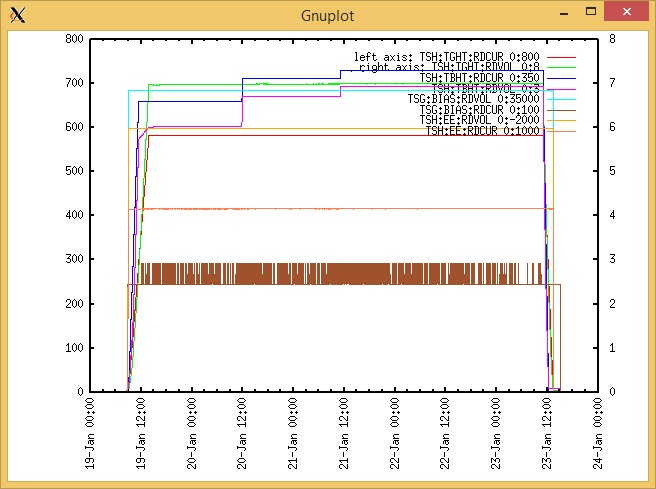 Gnuplot
800
700
600
500
400
300
200
100
0
8
7
6
5
4
3
2
1
0
left axis: TSH:TGHT:RDCUR 0:800
right axis: TSH:TGHT:RDVOL 0:8
TSH:TBHT:RDCUR 0:350
TSH:TBHT:RDVOL 0:3
TSG:BIAS:RDVOL 0:35000
TSG:BIAS:RDCUR 0:100
TSH:EE:RDVOL 0:-2000
TSH:EE:RDCUR 0:1000
19-Jan 00:00
19-Jan 12:00
20-Jan 00:00
20-Jan 12:00
21-Jan 00:00
21-Jan 12:00
22-Jan 00:00
22-Jan 12:00
23-Jan 00:00
23-Jan 12:00
24-Jan 00:00